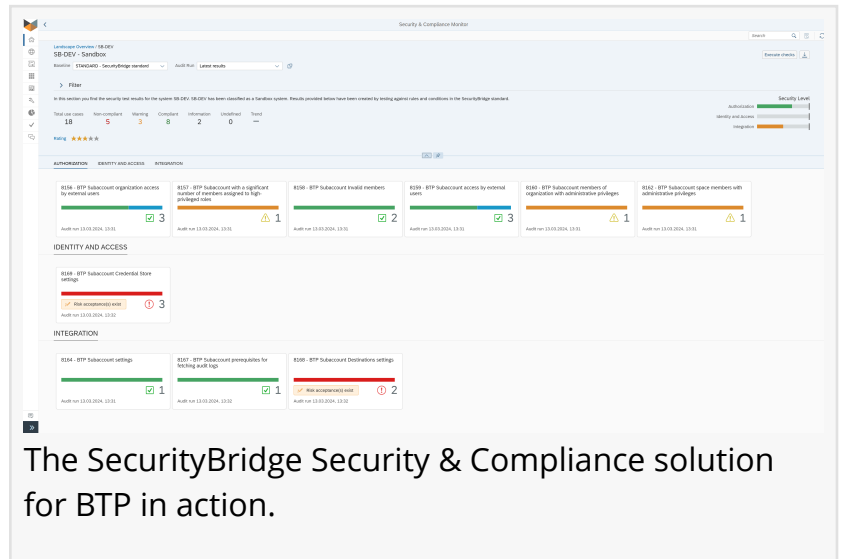 Security & Compliance Monitor
Search
Landscape Overview / SB-DEV
SB-DEV - Sandbox
Execute checks
Baseline STANDARD - SecurityBridge standard Audit Run Latest results
Filter
In this section you find the security test results for the system SB-DEV. SB-DEV has been classified as a Sandbox system. Results provided below have been created by testing against rules and conditions in the SecurityBridge standard.
Security Level
Authorization
Identity and Access
Integration
Total use cases Non-compliant Warning Compliant Information Undefined Trend
18 5 3 8 2 0 —
Rating
AUTHORIZATION IDENTITY AND ACCESS INTEGRATION
8156 - BTP Subaccount organization access by external users
3
Audit run 13.03.2024, 13:31
8157 - BTP Subaccount with a significant number of members assigned to high-privileged roles
1
Audit run 13.03.2024, 13:31
8158 - BTP Subaccount invalid members
2
Audit run 13.03.2024, 13:31
8159 - BTP Subaccount access by external users
3
Audit run 13.03.2024, 13:31
8160 - BTP Subaccount members of organization with administrative privileges
1
Audit run 13.03.2024, 13:31
8162 - BTP Subaccount space members with administrative privileges
1
Audit run 13.03.2024, 13:31
IDENTITY AND ACCESS
8169 - BTP Subaccount Credential Store settings
Risk acceptance(s) exist 3
Audit run 13.03.2024, 13:32
INTEGRATION
8164 - BTP Subaccount settings
1
Audit run 13.03.2024, 13:31
8167 - BTP Subaccount prerequisites for fetching audit logs
1
Audit run 13.03.2024, 13:32
8168 - BTP Subaccount Destinations settings
Risk acceptance(s) exist 2
Audit run 13.03.2024, 13:32
The SecurityBridge Security & Compliance solution
for BTP in action.